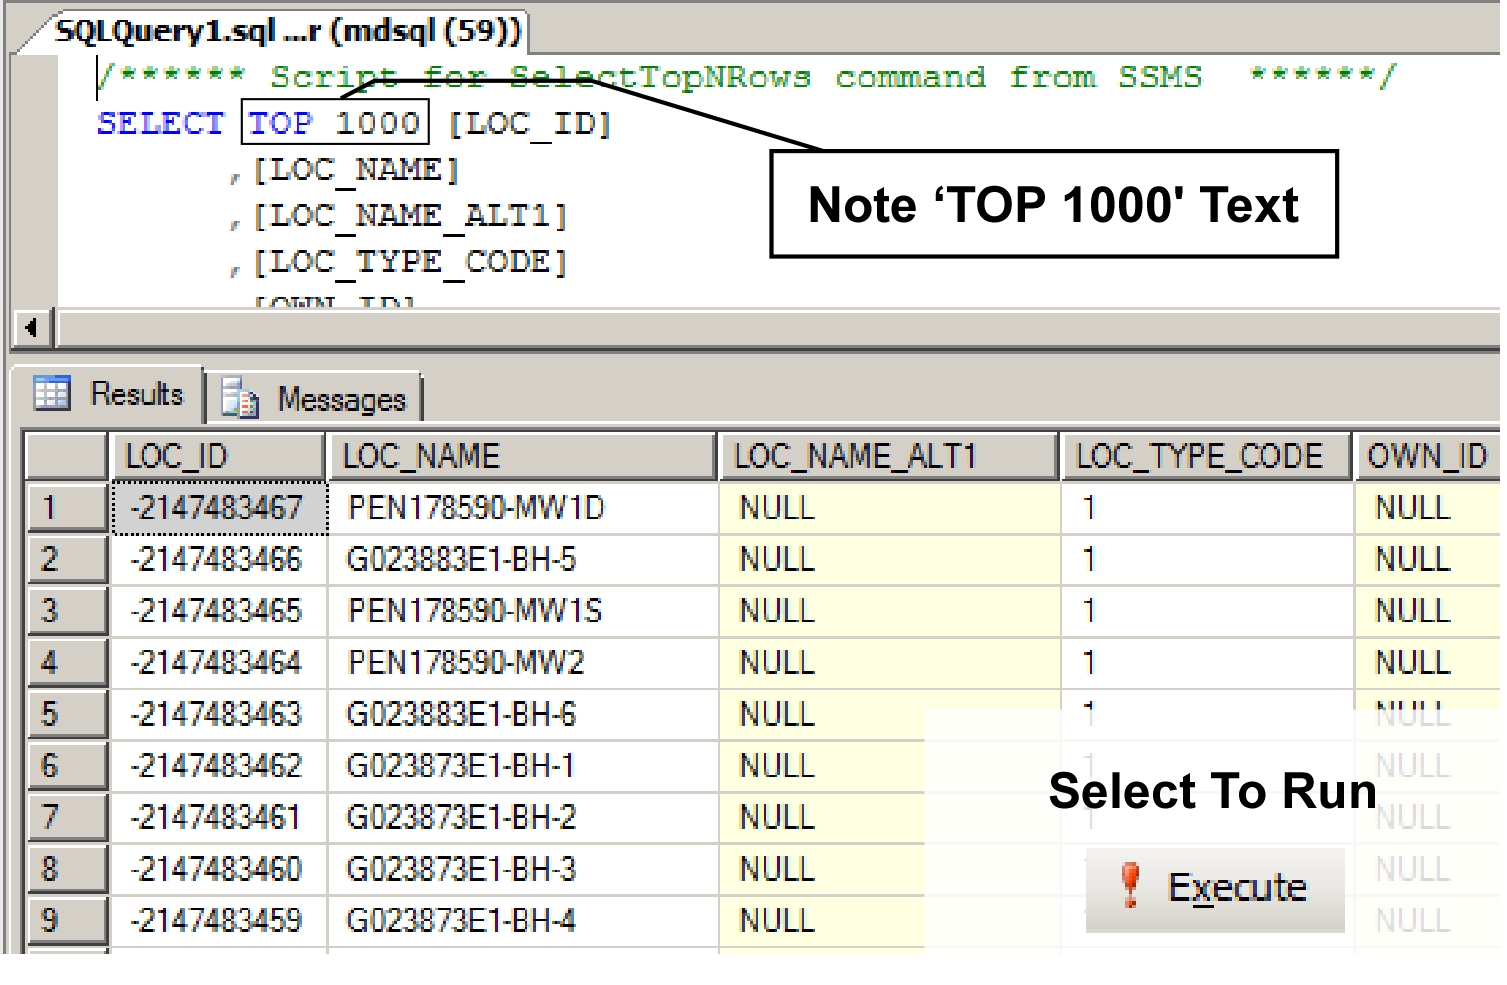 SQLQuery1.sql ...r (mdsql (59))
/****** Script for SelectTopNRows command from SSMS  ******/
SELECT TOP 1000 [LOC_ID]
,[LOC_NAME]
,[LOC_NAME_ALT1]
,[LOC_TYPE_CODE]
[OWN_ID]
Note ‘TOP 1000' Text
Results Messages
LOC_ID LOC_NAME LOC_NAME_ALT1 LOC_TYPE_CODE OWN_ID
1 -2147483467 PEN178590-MW1D NULL 1 NULL
2 -2147483466 G023883E1-BH-5 NULL 1 NULL
3 -2147483465 PEN178590-MW1S NULL 1 NULL
4 -2147483464 PEN178590-MW2 NULL 1 NULL
5 -2147483463 G023883E1-BH-6 NULL 1 NULL
6 -2147483462 G023873E1-BH-1 NULL 1 NULL
7 -2147483461 G023873E1-BH-2 NULL 1 NULL
8 -2147483460 G023873E1-BH-3 NULL NULL
9 -2147483459 G023873E1-BH-4 NULL NULL
Select To Run
Execute